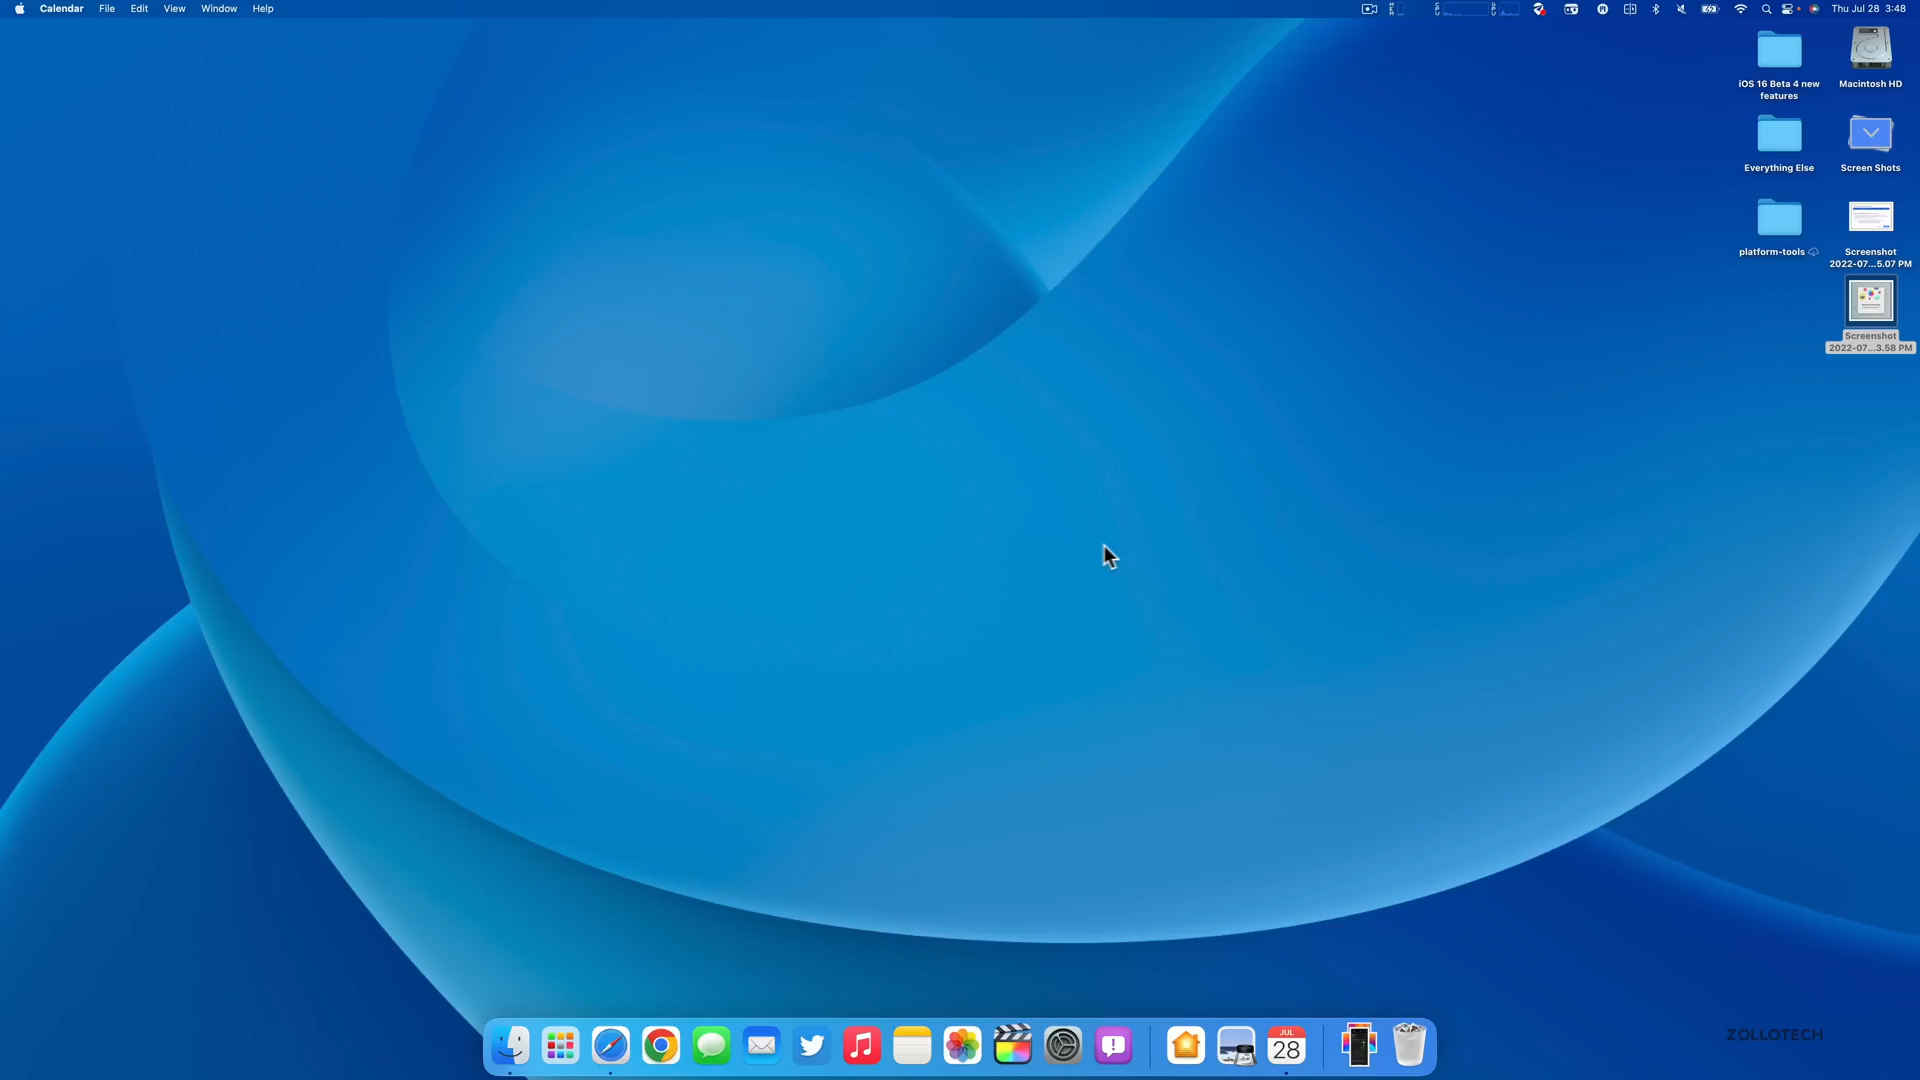 Calendar File Edit View Window Help
Thu Jul 28 3:48
iOS 16 Beta 4 new
features
Macintosh HD
Everything Else
Screen Shots
platform-tools
Screenshot
2022-07...5.07 PM
Screenshot
2022-07...3.58 PM
JUL
28
ZOLLOTECH